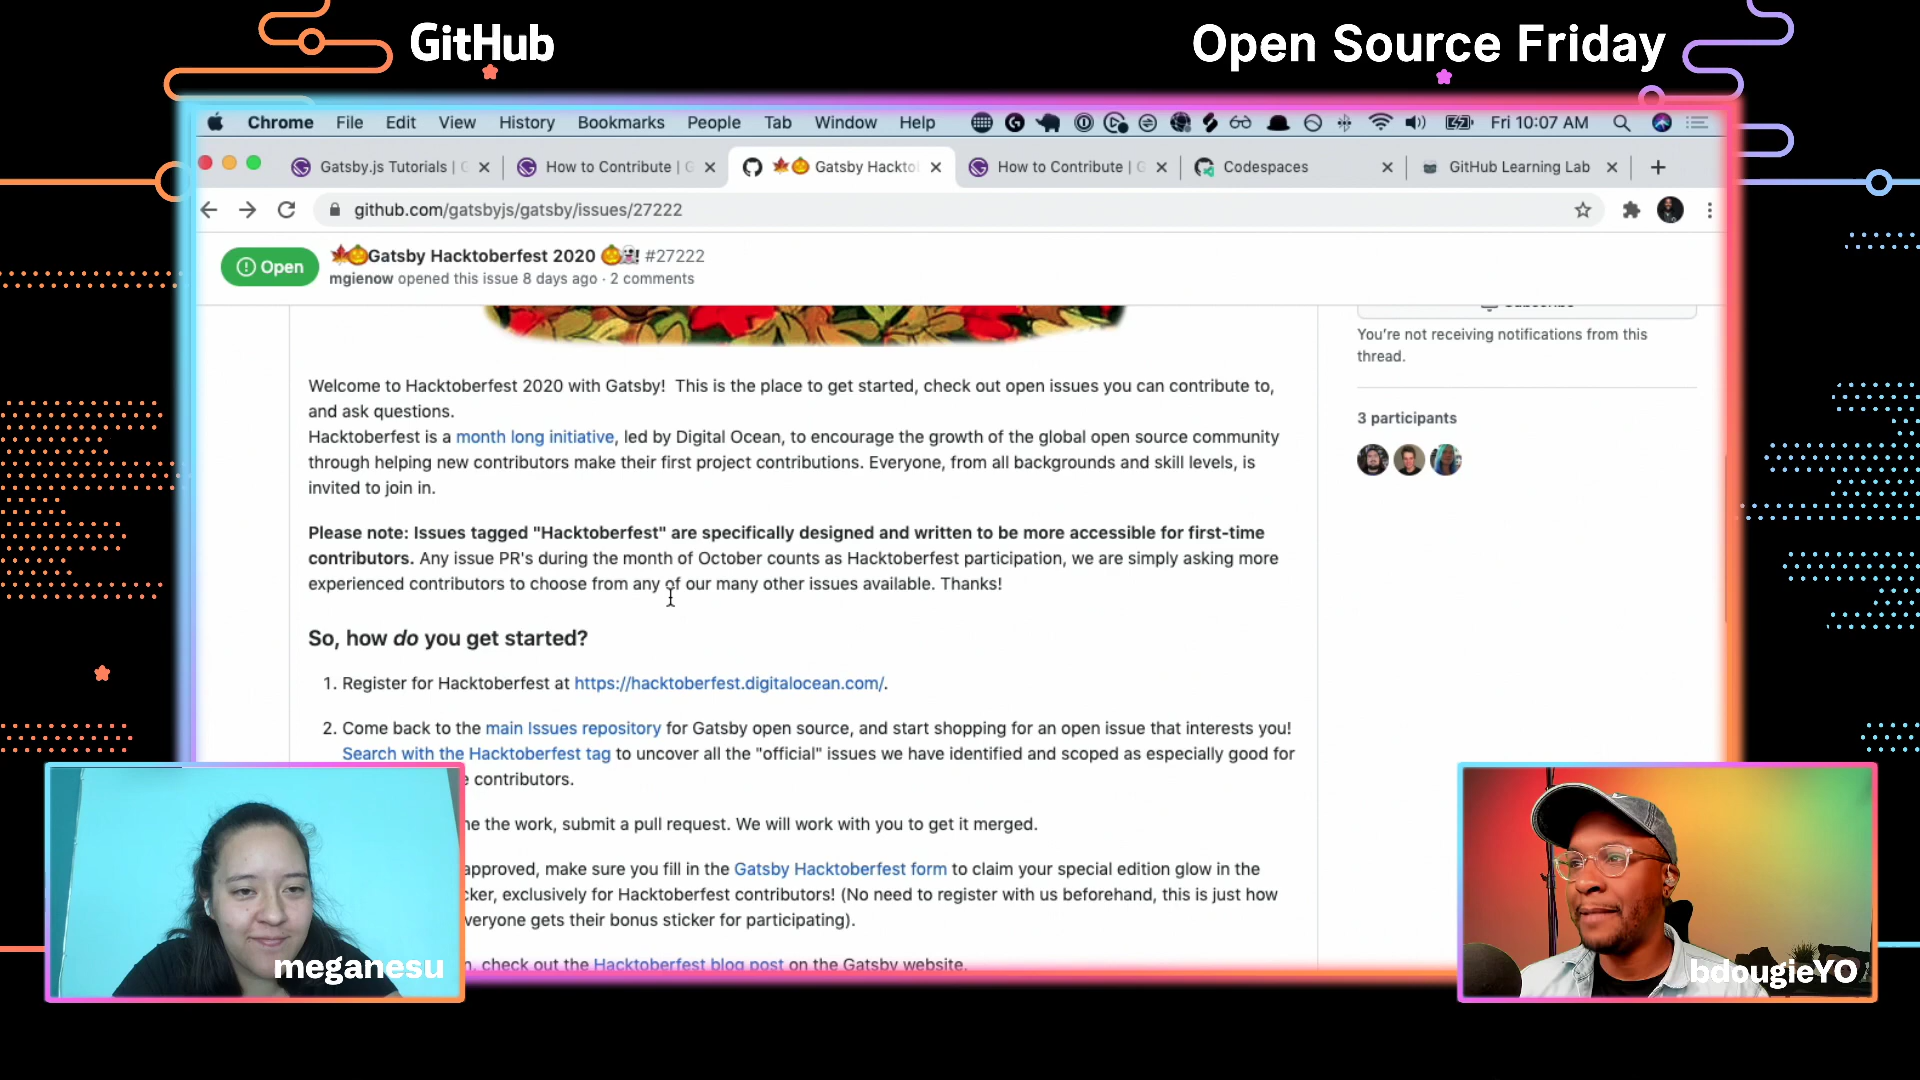 GitHub
Open Source Friday
Chrome File Edit View History Bookmarks People Tab Window Help Fri 10:07 AM
Gatsby.js Tutorials | G
How to Contribute | G
Gatsby Hackto
How to Contribute | G
Codespaces
GitHub Learning Lab
github.com/gatsbyjs/gatsby/issues/27222
Open
🍁🎃Gatsby Hacktoberfest 2020 🎃👻! #27222
mgienow opened this issue 8 days ago · 2 comments
Subscribe
You're not receiving notifications from this
thread.
3 participants
Welcome to Hacktoberfest 2020 with Gatsby! This is the place to get started, check out open issues you can contribute to,
and ask questions.
Hacktoberfest is a month long initiative, led by Digital Ocean, to encourage the growth of the global open source community
through helping new contributors make their first project contributions. Everyone, from all backgrounds and skill levels, is
invited to join in.
Please note: Issues tagged "Hacktoberfest" are specifically designed and written to be more accessible for first-time
contributors. Any issue PR's during the month of October counts as Hacktoberfest participation, we are simply asking more
experienced contributors to choose from any of our many other issues available. Thanks!
So, how do you get started?
1. Register for Hacktoberfest at https://hacktoberfest.digitalocean.com/.
2. Come back to the main Issues repository for Gatsby open source, and start shopping for an open issue that interests you!
Search with the Hacktoberfest tag to uncover all the "official" issues we have identified and scoped as especially good for
e contributors.
ne the work, submit a pull request. We will work with you to get it merged.
approved, make sure you fill in the Gatsby Hacktoberfest form to claim your special edition glow in the
cker, exclusively for Hacktoberfest contributors! (No need to register with us beforehand, this is just how
veryone gets their bonus sticker for participating).
n, check out the Hacktoberfest blog post on the Gatsby website.
meganesu
bdougieYO